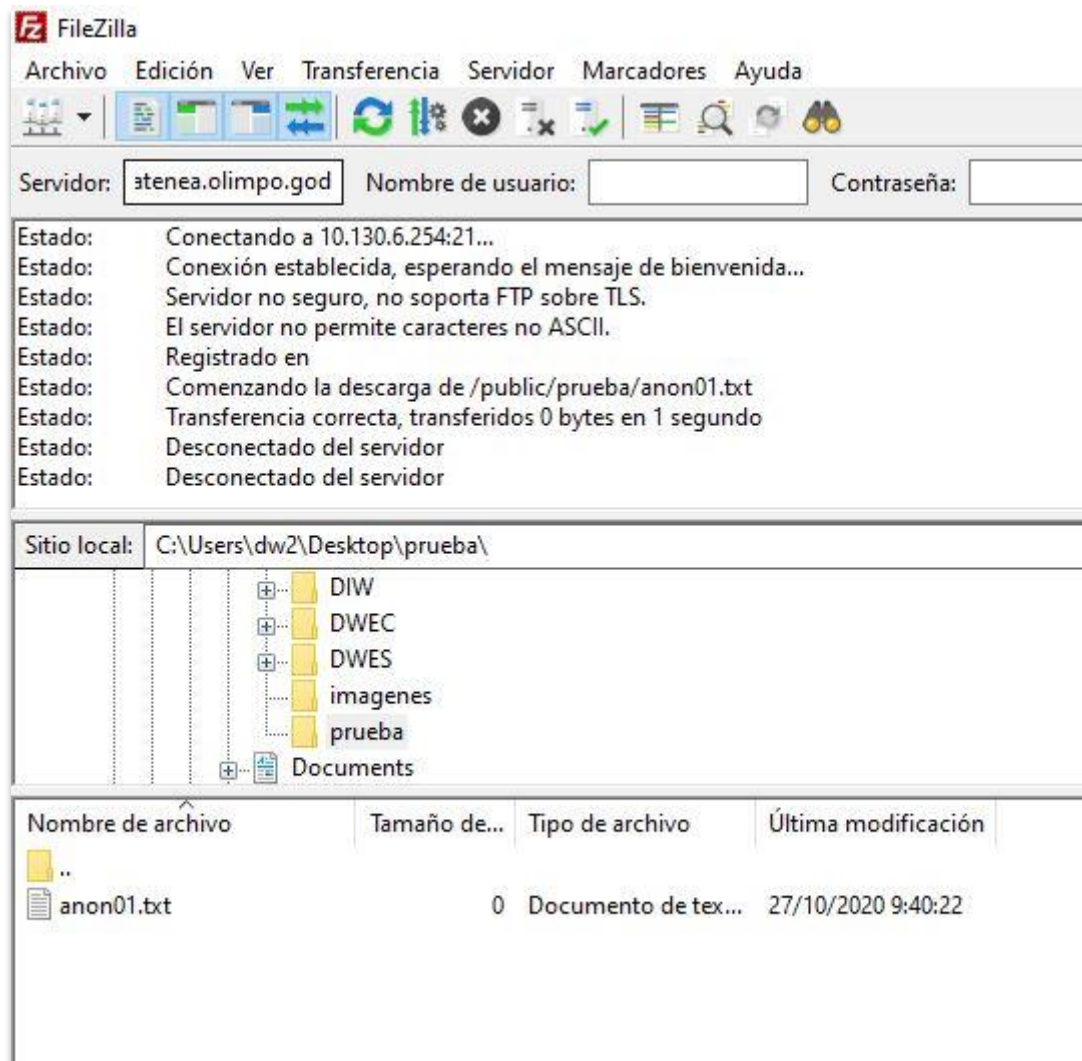 FileZilla
Archivo Edición Ver Transferencia Servidor Marcadores Ayuda
Servidor: atenea.olimpo.god Nombre de usuario: Contraseña:
Estado: Conectando a 10.130.6.254:21...
Estado: Conexión establecida, esperando el mensaje de bienvenida...
Estado: Servidor no seguro, no soporta FTP sobre TLS.
Estado: El servidor no permite caracteres no ASCII.
Estado: Registrado en
Estado: Comenzando la descarga de /public/prueba/anon01.txt
Estado: Transferencia correcta, transferidos 0 bytes en 1 segundo
Estado: Desconectado del servidor
Estado: Desconectado del servidor
Sitio local: C:\Users\dw2\Desktop\prueba\
DIW
DWEC
DWES
imagenes
prueba
Documents
Nombre de archivo Tamaño de... Tipo de archivo Última modificación
..
anon01.txt 0 Documento de tex... 27/10/2020 9:40:22